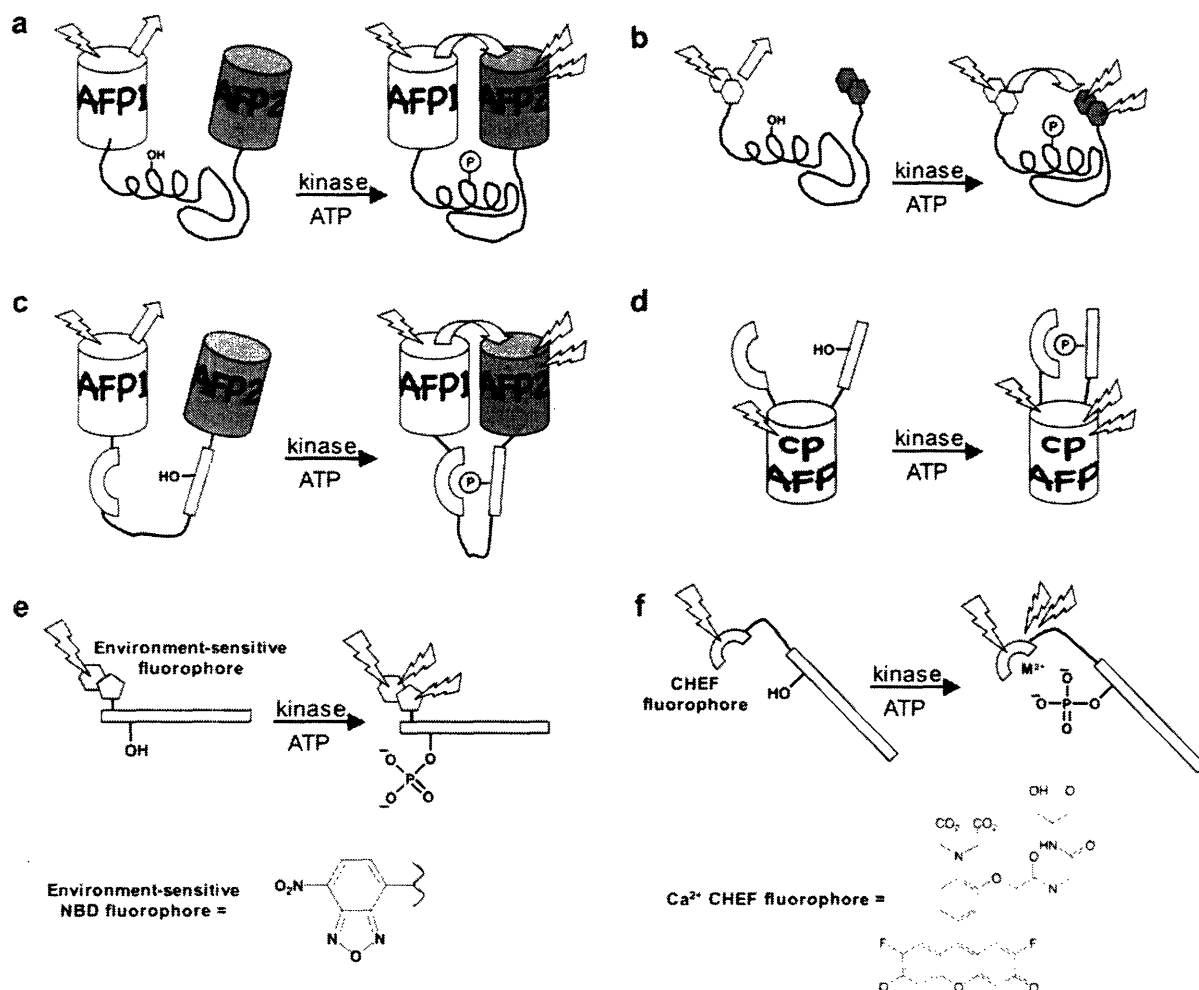 a
AFP1 AFP2 AFP1 AFP2
OH P
kinase
ATP
b
OH P
kinase
ATP
c
AFP1 AFP2 AFP1 AFP2
HO P
kinase
ATP
d
HO P
cp
AFP
kinase
ATP
cp
AFP
e
Environment-sensitive
fluorophore
kinase
ATP
OH
O
⁻O P O
⁻O
Environment-sensitive
NBD fluorophore =
O₂N
N O N
f
CHEF
fluorophore
HO
kinase
ATP
M²⁺
⁻O
⁻O-P-O
O
OH O
CO₂⁻ CO₂⁻
N
HN O
O
O N
Ca²⁺ CHEF fluorophore =
F F
O O O